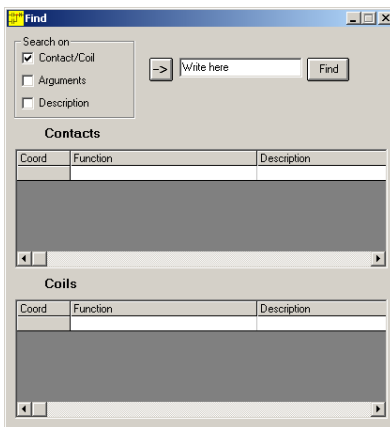 Find
Search on
Contact/Coil
Arguments
Description
-> Write here Find
Contacts
Coord Function Description
Coils
Coord Function Description